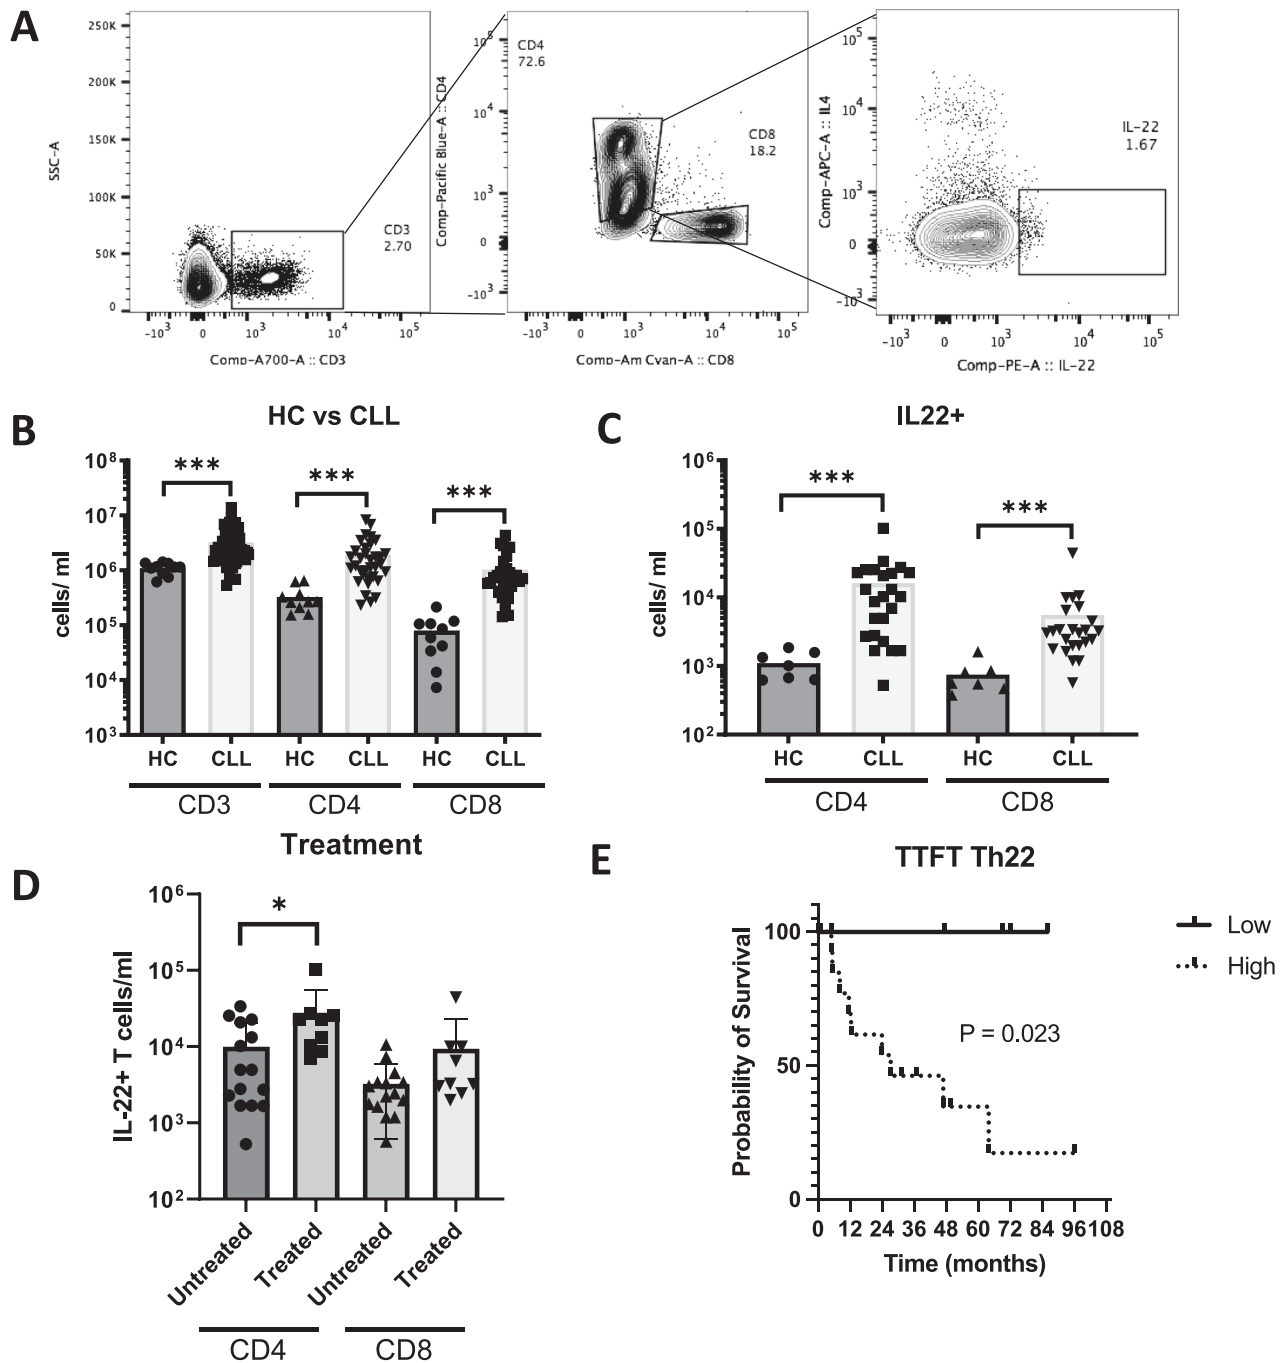 A
250K
200K
150K
100K
50K
0
SSC-A
CD3
2.70
-10³ 0 10³ 10⁴ 10⁵
Comp-A700-A :: CD3
CD4
72.6
10⁴
10³
0
-10³
Comp-Pacific Blue-A :: CD4
CD8
18.2
0 10³ 10⁴ 10⁵
Comp-Am Cyan-A :: CD8
10⁵
10⁴
10³
0
-10³
Comp-APC-A :: IL4
IL-22
1.67
-10³ 0 10³ 10⁴ 10⁵
Comp-PE-A :: IL-22
B
HC vs CLL
10⁸
10⁷
10⁶
10⁵
10⁴
10³
cells/ ml
*** *** ***
HC CLL HC CLL HC CLL
CD3 CD4 CD8
C
IL22+
10⁶
10⁵
10⁴
10³
10²
cells/ ml
*** ***
HC CLL HC CLL
CD4 CD8
D
Treatment
10⁶
10⁵
10⁴
10³
10²
IL-22+ T cells/ml
*
Untreated Treated Untreated Treated
CD4 CD8
E
TTFT Th22
100
50
0
Probability of Survival
P = 0.023
Low
High
0 12 24 36 48 60 72 84 96 108
Time (months)